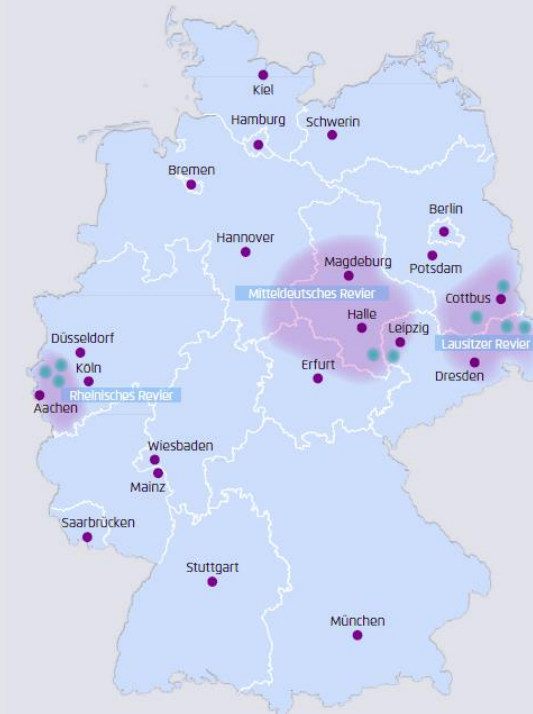 Kiel
Hamburg
Schwerin
Bremen
Berlin
Hannover
Potsdam
Magdeburg
Mitteldeutsches Revier
Cottbus
Halle
Leipzig
Lausitzer Revier
Düsseldorf
Köln
Erfurt
Dresden
Rheinisches Revier
Aachen
Wiesbaden
Mainz
Saarbrücken
Stuttgart
München